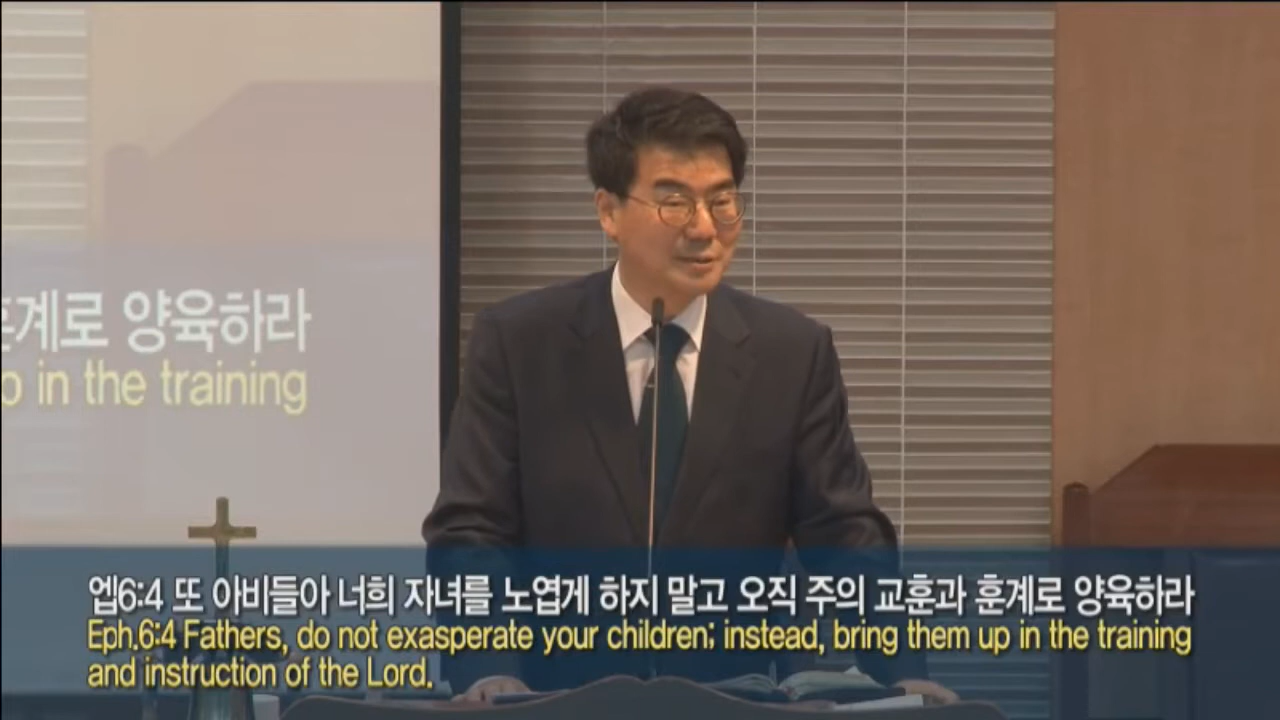 훈계로 양육하라
p in the training
엡6:4 또 아비들아 너희 자녀를 노엽게 하지 말고 오직 주의 교훈과 훈계로 양육하라
Eph.6:4 Fathers, do not exasperate your children; instead, bring them up in the training
and instruction of the Lord.